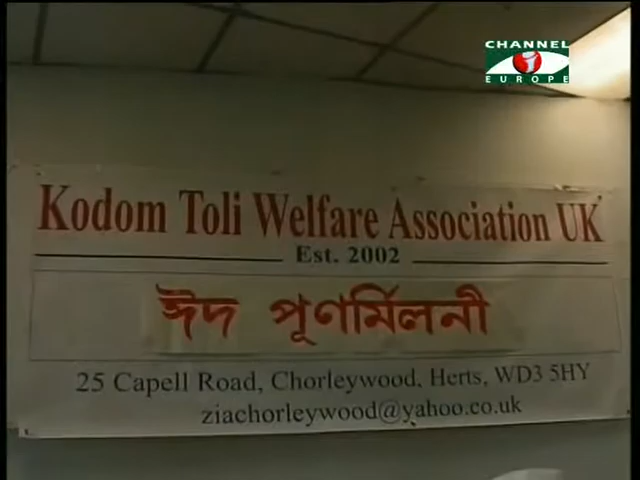 CHANNEL
i
EUROPE
Kodom Toli Welfare Association UK
Est. 2002
ঈদ পূণর্মিলনী
25 Capell Road, Chorleywood, Herts, WD3 5HY
ziachorleywood@yahoo.co.uk